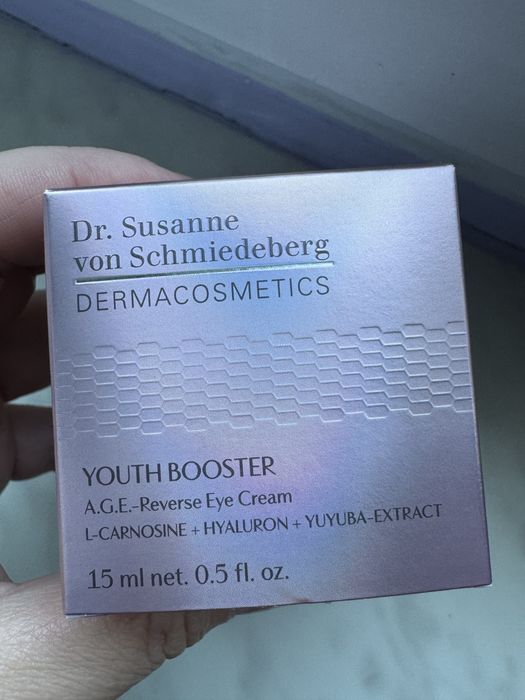 Dr. Susanne
von Schmiedeberg
DERMACOSMETICS
YOUTH BOOSTER
A.G.E.-Reverse Eye Cream
L-CARNOSINE + HYALURON + YUYUBA-EXTRACT
15 ml net. 0.5 fl. oz.